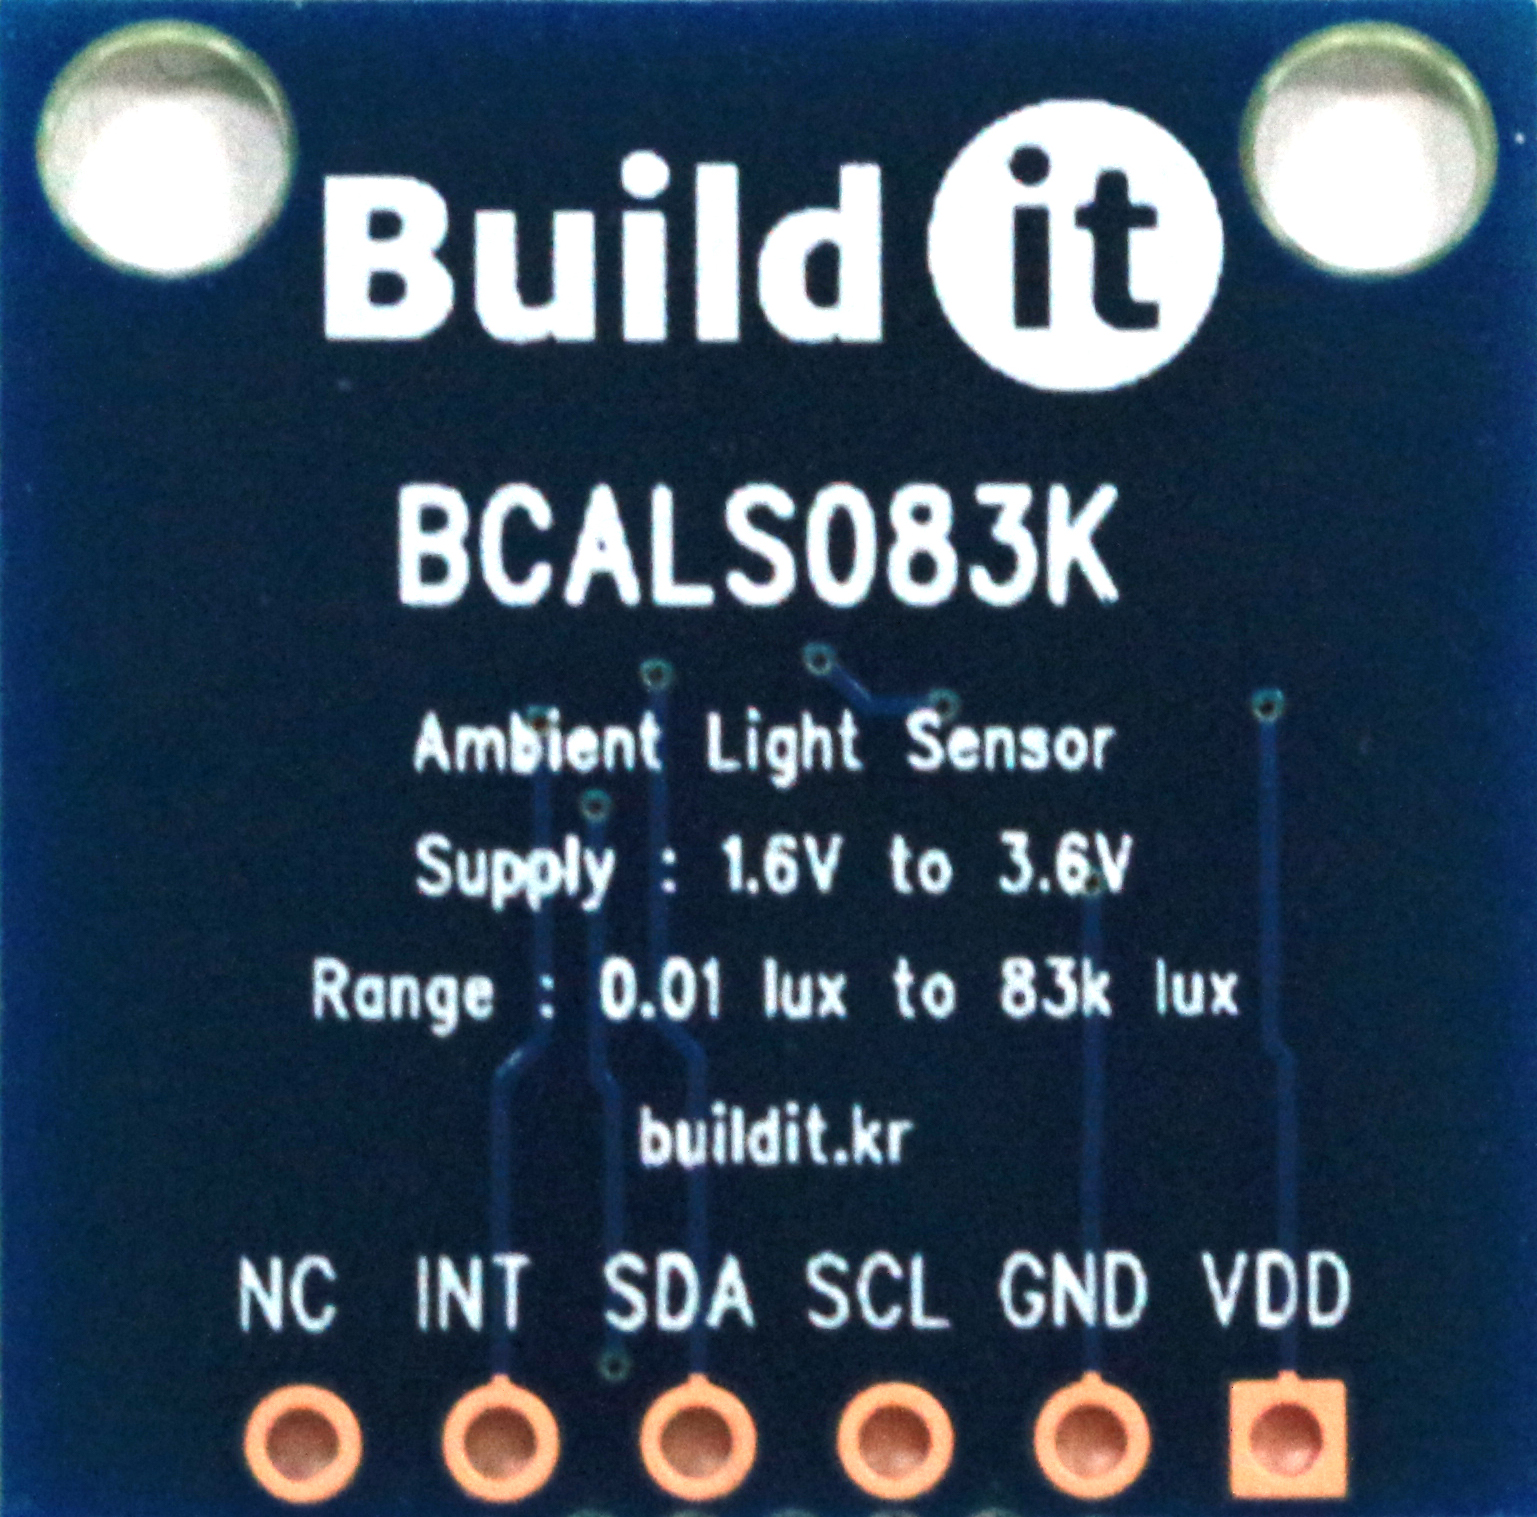 Build it
BCALS083K
Ambient Light Sensor
Supply : 1.6V to 3.6V
Range : 0.01 lux to 83k lux
buildit.kr
NC INT SDA SCL GND VDD